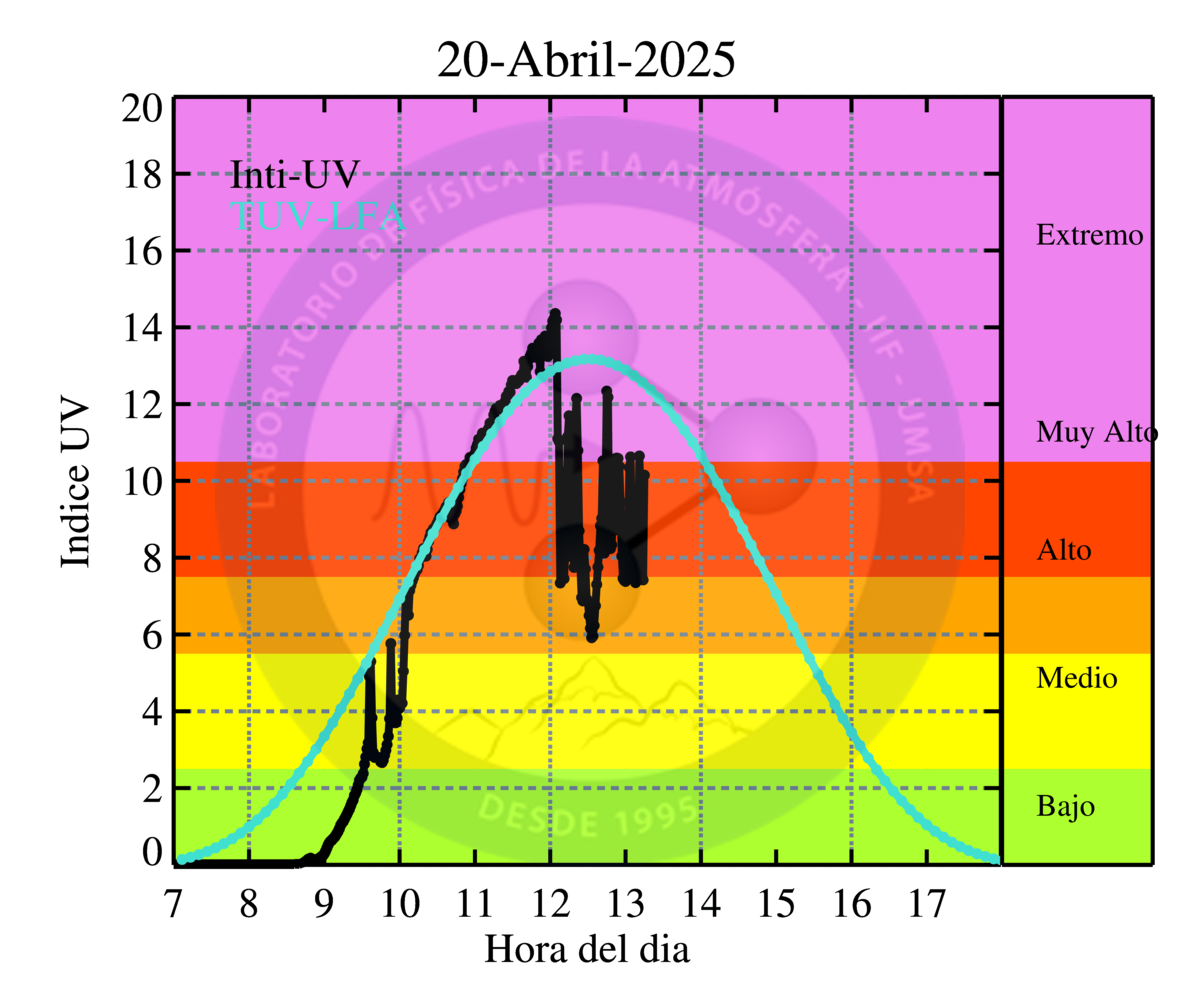 20-Abril-2025
Inti-UV
TUV-LFA
20
18
16
14
12
10
8
6
4
2
0
Indice UV
7 8 9 10 11 12 13 14 15 16 17
Hora del dia
Extremo
Muy Alto
Alto
Medio
Bajo
LABORATORIO DE FÍSICA DE LA ATMÓSFERA - IIF - UMSA
DESDE 1995